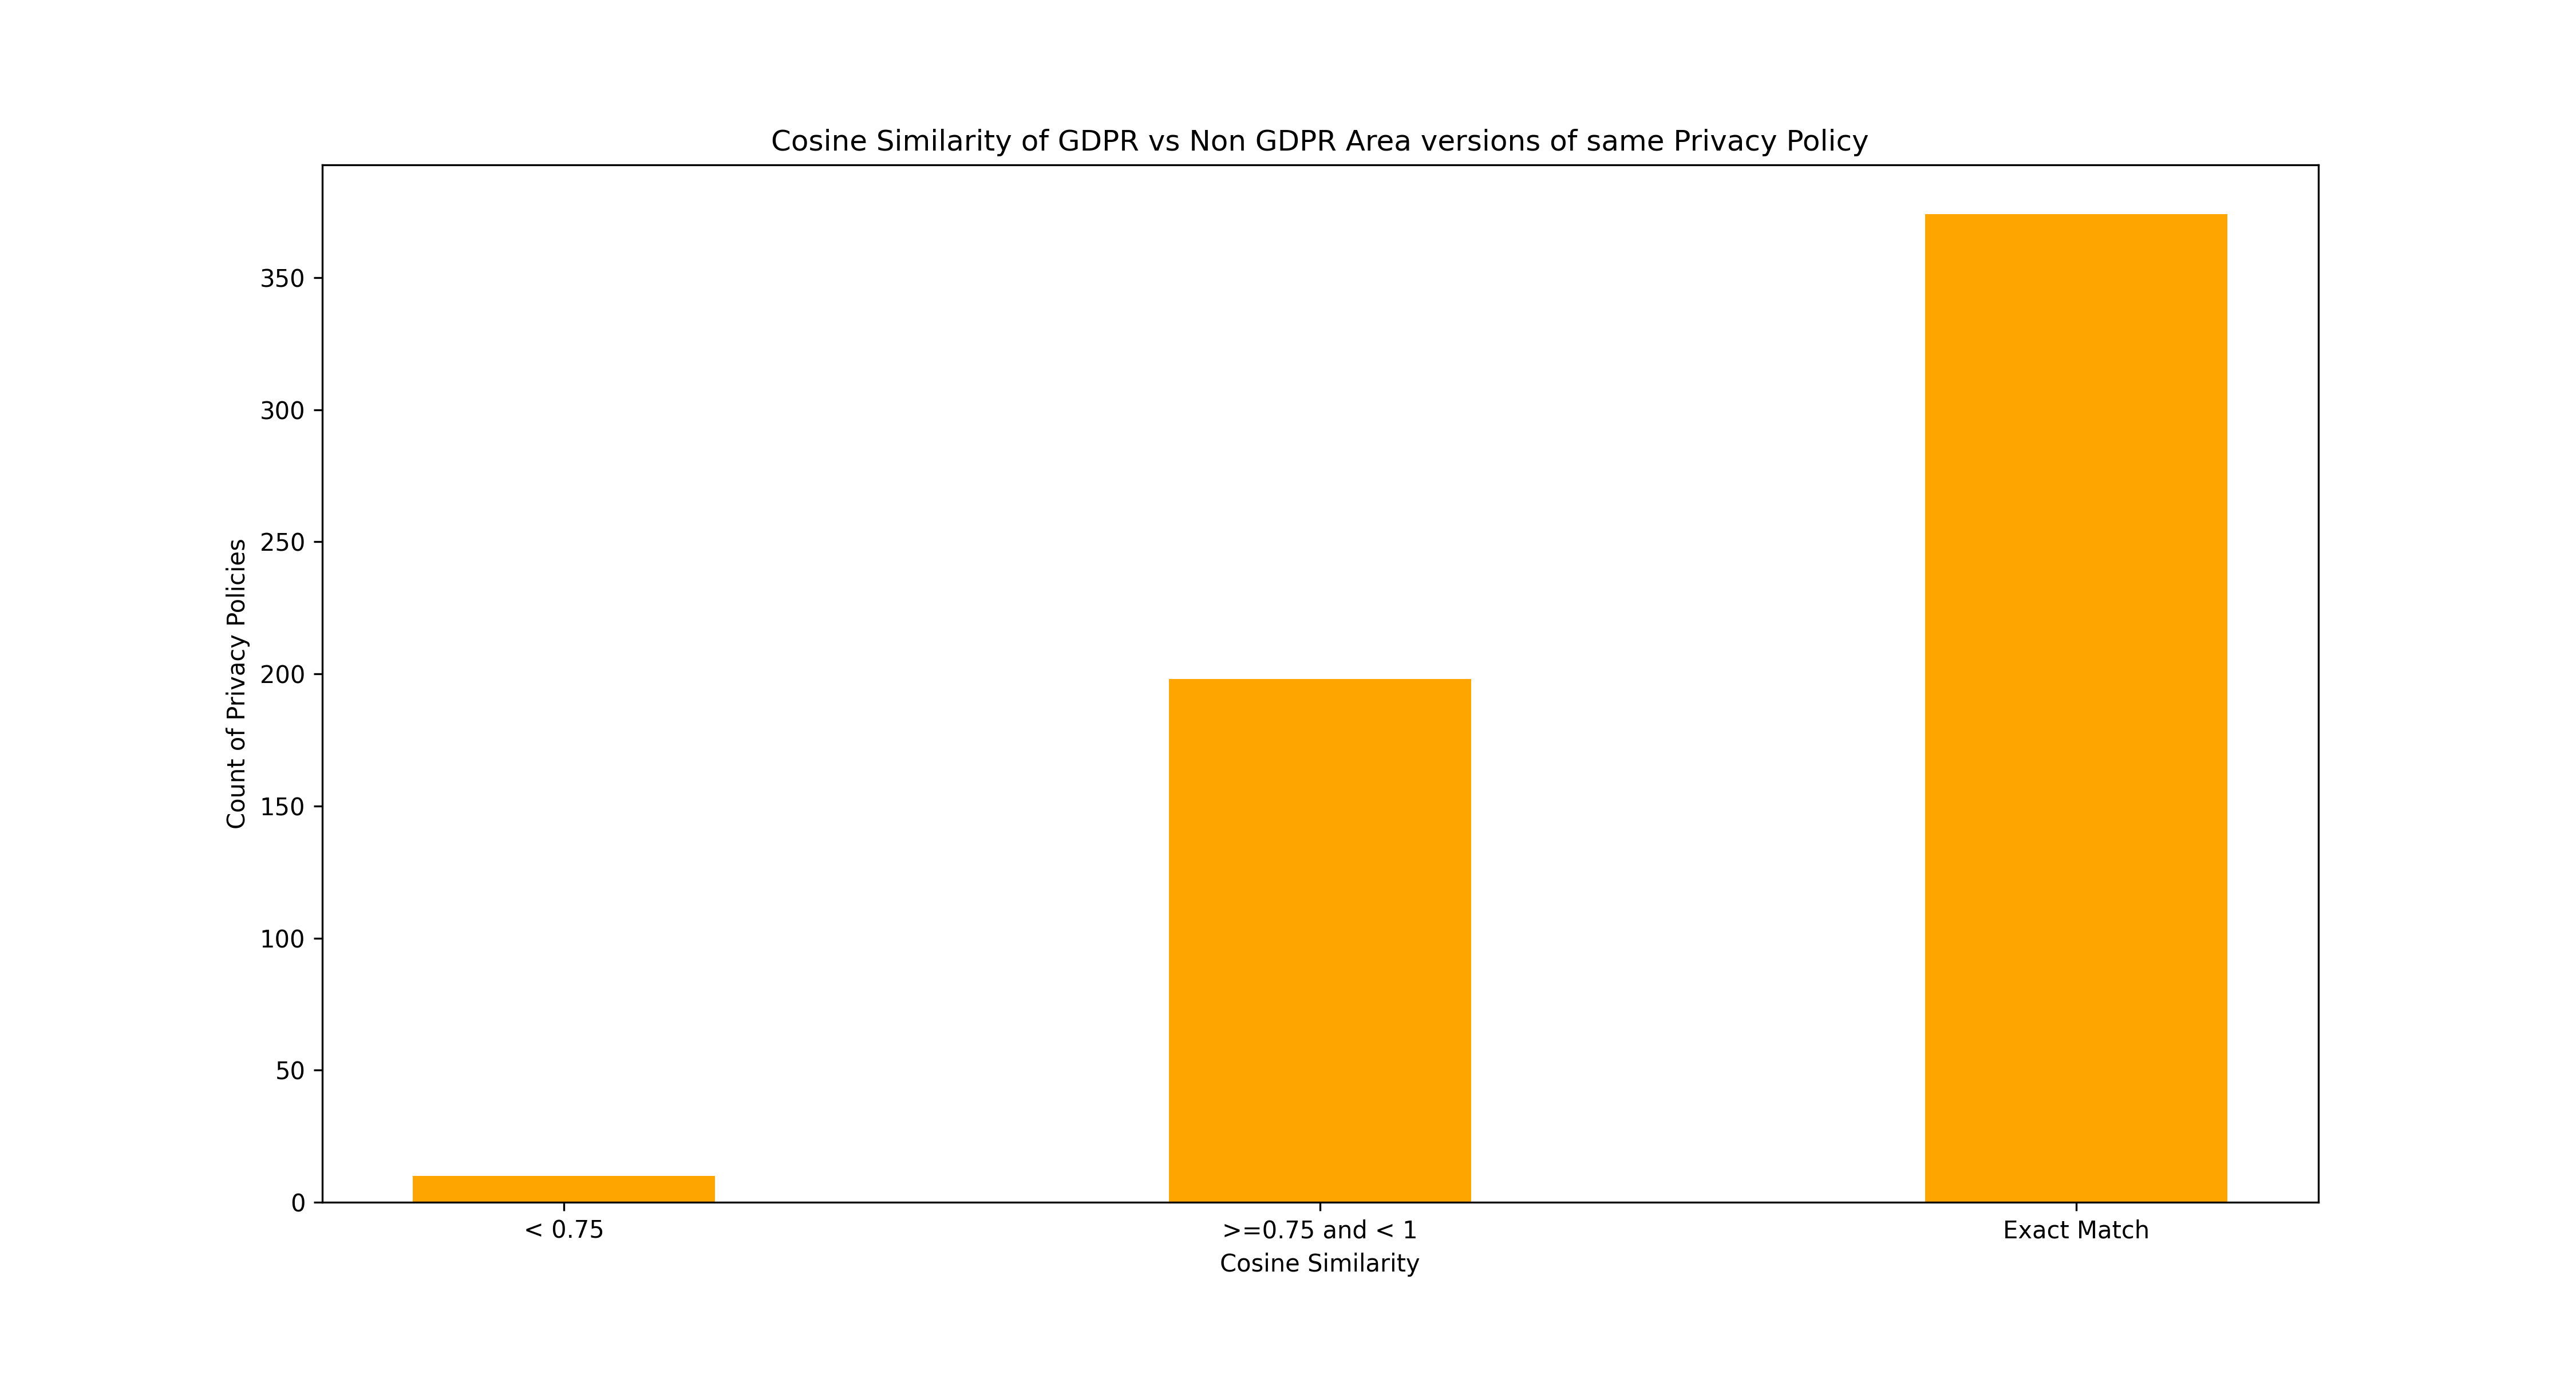 Cosine Similarity of GDPR vs Non GDPR Area versions of same Privacy Policy
Count of Privacy Policies
350
300
250
200
150
100
50
0
< 0.75
>=0.75 and < 1
Exact Match
Cosine Similarity